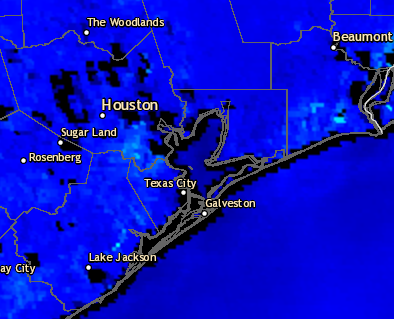 The Woodlands
Beaumont
Houston
Sugar Land
Rosenberg
Texas City
Galveston
Lake Jackson
ay City